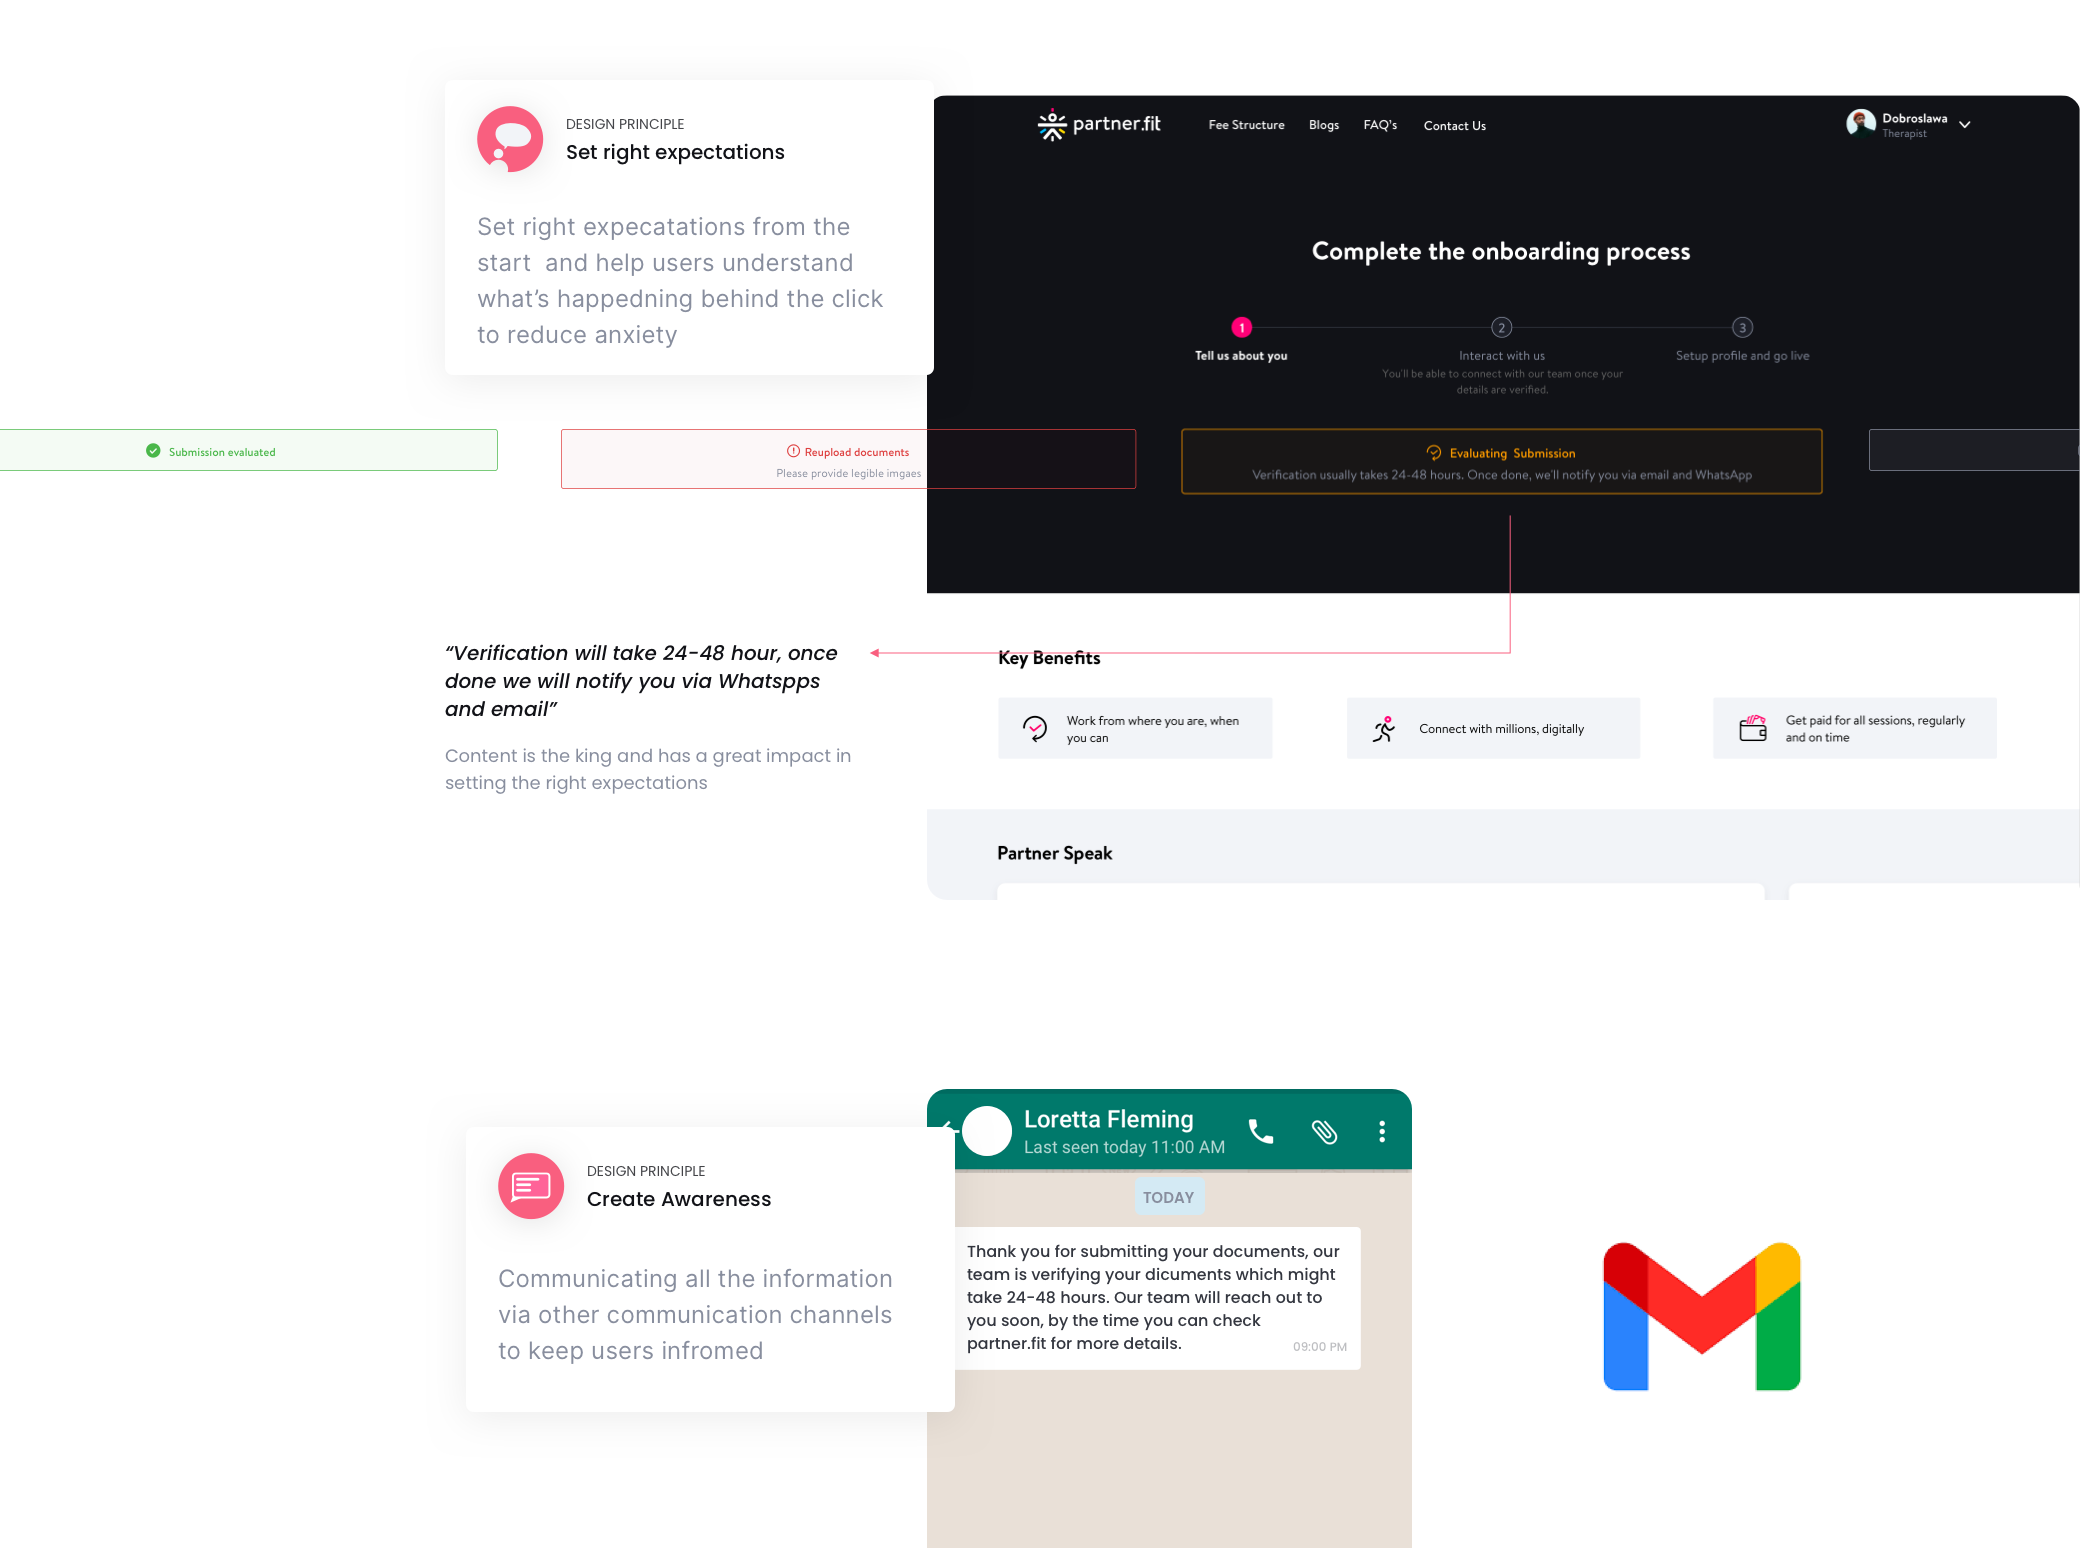 DESIGN PRINCIPLE
Set right expectations
Set right expecatations from the
start and help users understand
what’s happedning behind the click
to reduce anxiety
partner.fit
Fee Structure
Blogs
FAQ's
Contact Us
Dobroslawa
Therapist
Complete the onboarding process
1
2
3
Tell us about you
Interact with us
Setup profile and go live
You'll be able to connect with our team once your
details are verified.
Submission evaluated
Reupload documents
Please provide legible imgaes
Evaluating Submission
Verification usually takes 24-48 hours. Once done, we'll notify you via email and WhatsApp
“Verification will take 24-48 hour, once
done we will notify you via Whatspps
and email”
Content is the king and has a great impact in
setting the right expectations
Key Benefits
Work from where you are, when
you can
Connect with millions, digitally
Get paid for all sessions, regularly
and on time
Partner Speak
DESIGN PRINCIPLE
Create Awareness
Communicating all the information
via other communication channels
to keep users infromed
Loretta Fleming
Last seen today 11:00 AM
TODAY
Thank you for submitting your documents, our
team is verifying your dicuments which might
take 24-48 hours. Our team will reach out to
you soon, by the time you can check
partner.fit for more details.
09:00 PM